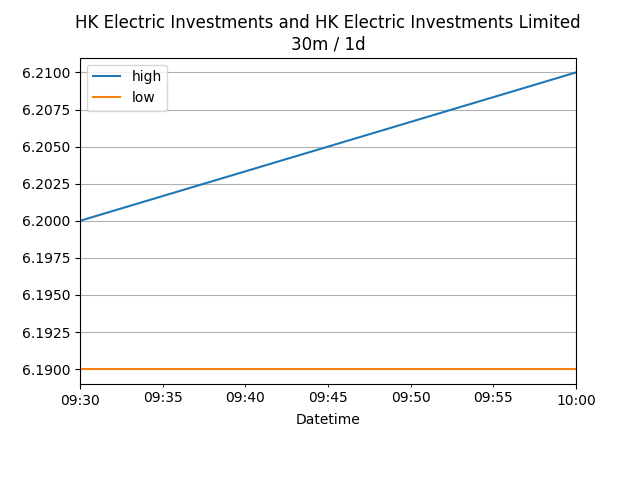 HK Electric Investments and HK Electric Investments Limited
30m / 1d
high
low
6.2100
6.2075
6.2050
6.2025
6.2000
6.1975
6.1950
6.1925
6.1900
09:30 09:35 09:40 09:45 09:50 09:55 10:00
Datetime